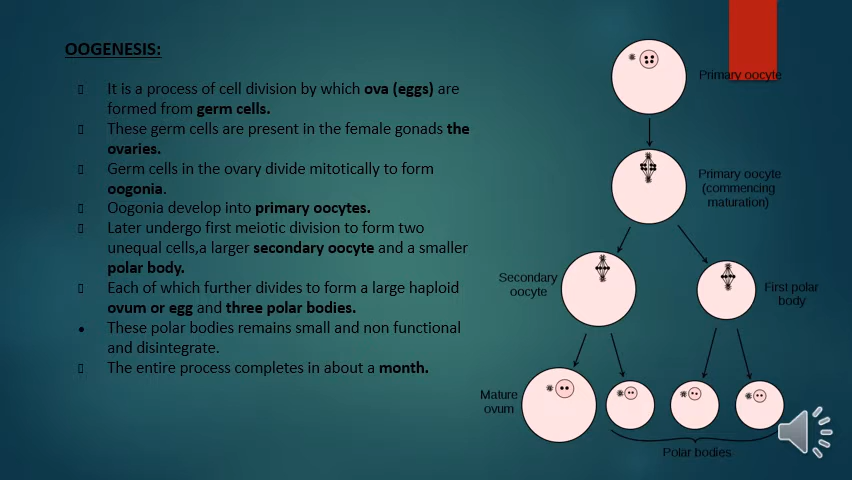 OOGENESIS:
It is a process of cell division by which ova (eggs) are
formed from germ cells.
These germ cells are present in the female gonads the
ovaries.
Germ cells in the ovary divide mitotically to form
oogonia.
Oogonia develop into primary oocytes.
Later undergo first meiotic division to form two
unequal cells,a larger secondary oocyte and a smaller
polar body.
Each of which further divides to form a large haploid
ovum or egg and three polar bodies.
• These polar bodies remains small and non functional
and disintegrate.
The entire process completes in about a month.
Primary oocyte
Primary oocyte
(commencing
maturation)
Secondary
oocyte
First polar
body
Mature
ovum
Polar bodies